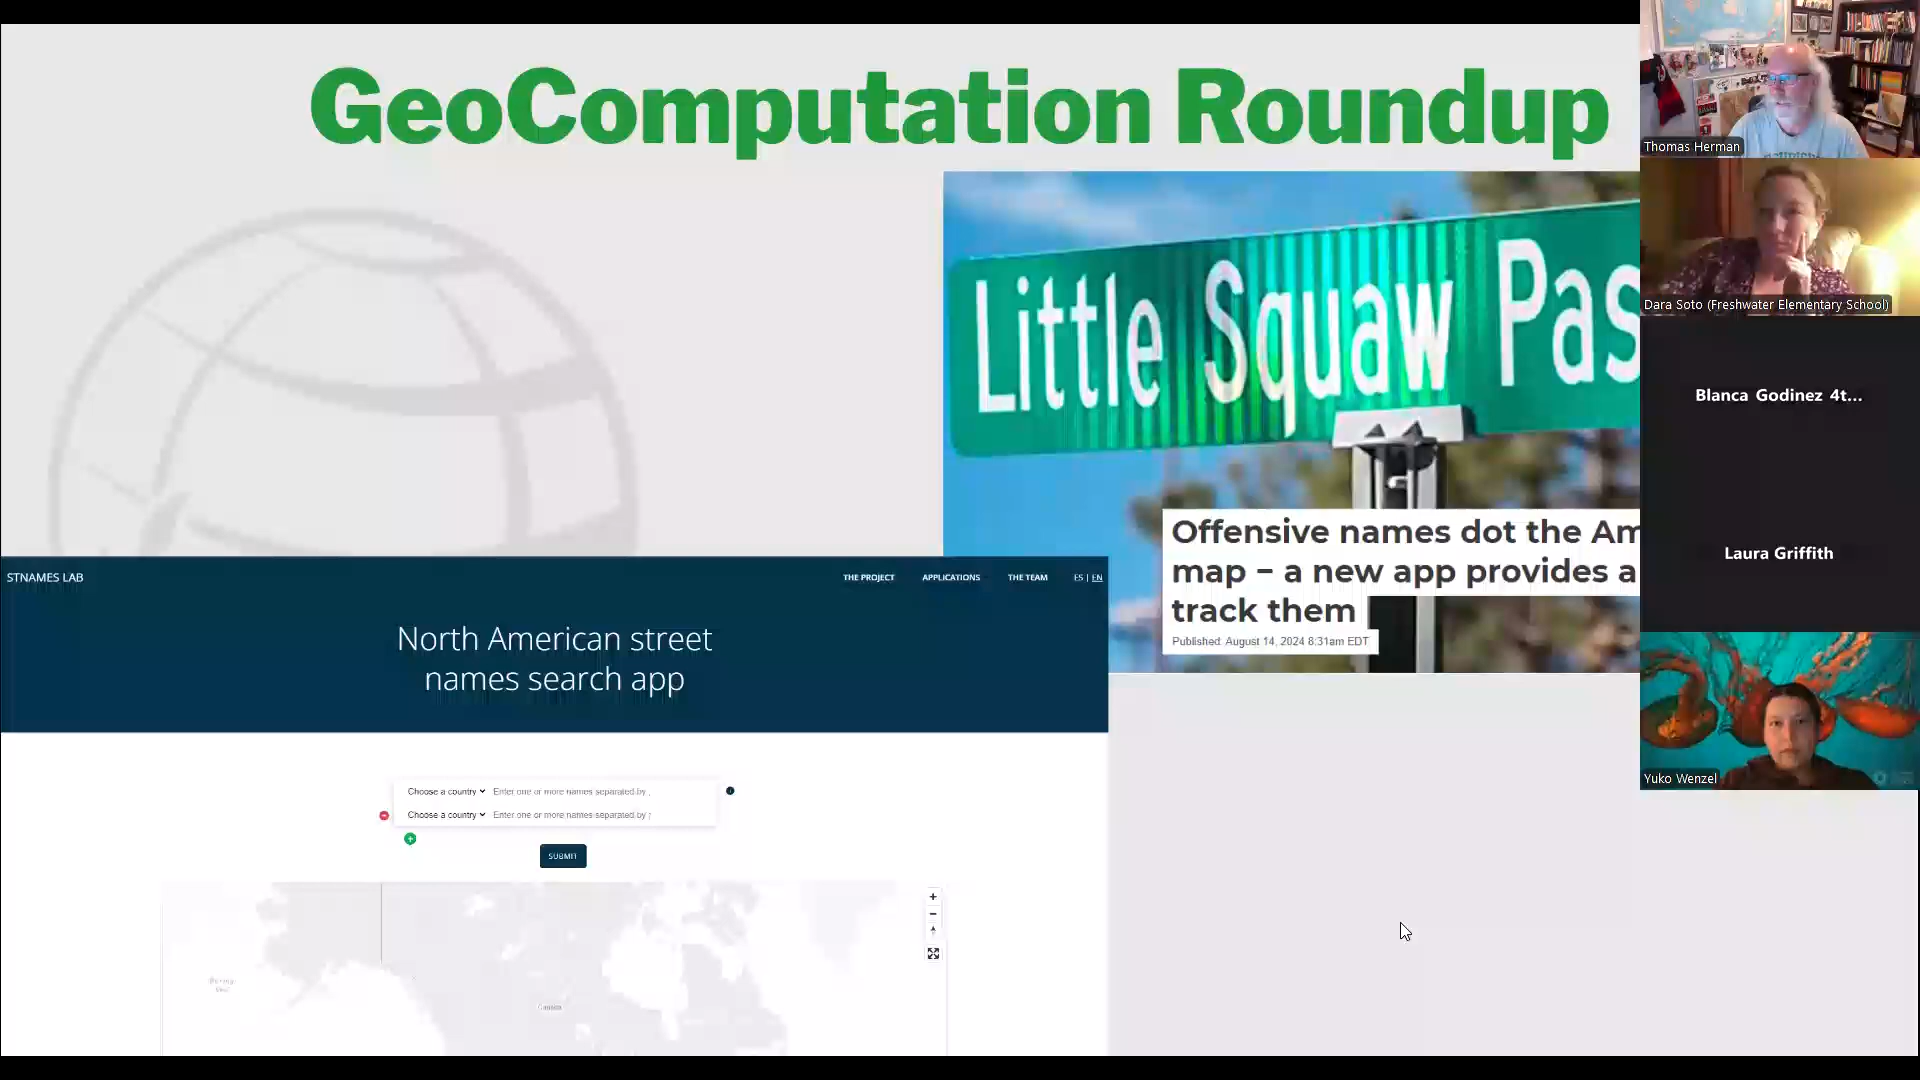 GeoComputation Roundup
Little Squaw Pas
Offensive names dot the Am
map – a new app provides a
track them
Published: August 14, 2024 8:31am EDT
STNAMES LAB
THE PROJECT
APPLICATIONS
THE TEAM
ES | EN
North American street
names search app
Choose a country
Enter one or more names separated by ,
Choose a country
Enter one or more names separated by ,
SUBMIT
Canada
Thomas Herman
Dara Soto (Freshwater Elementary School)
Blanca Godinez 4t...
Laura Griffith
Yuko Wenzel